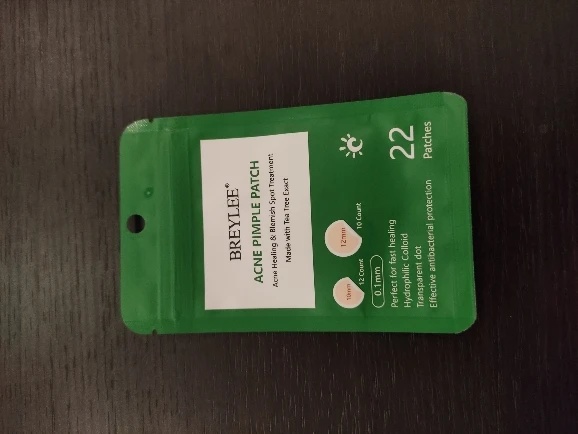 BREYLEE®
ACNE PIMPLE PATCH
Acne Healing & Blemish Spot Treatment
Made with Tea Tree Exact
10mm
12 Count
12mm
10 Count
0.1mm
Perfect for fast healing
Hydrophilic Colloid
Transparent dot
Effective antibacterial protection
22
Patches